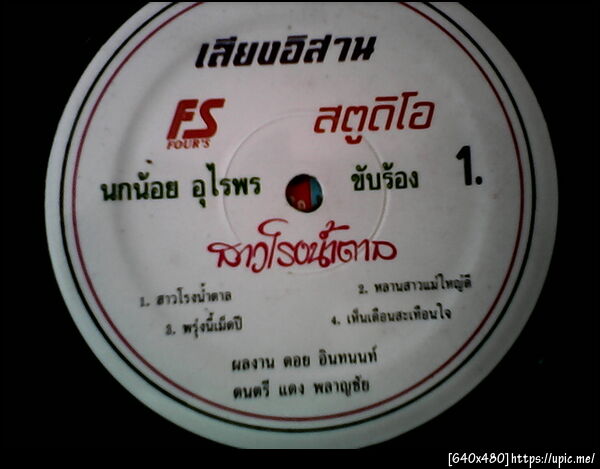 เสียงอิสาน
FS สตูดิโอ
FOUR'S
นกน้อย อุไรพร ขับร้อง 1.
สาวโรงน้ำตาล
1. สาวโรงน้ำตาล 2. หลานสาวแม่ใหญ่ดี
3. พรุ่งนี้เม็ดปี 4. เห็นเดือนสะเทือนใจ
ผลงาน ดอย อินทนนท์
ดนตรี แดง พลาญชัย
[640x480]https://upic.me/